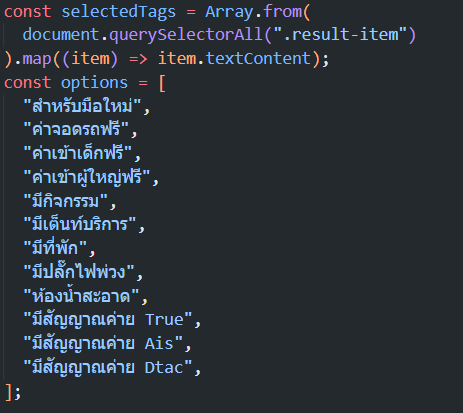 const selectedTags = Array.from(
document.querySelectorAll(".result-item")
).map((item) => item.textContent);
const options = [
"สำหรับมือใหม่",
"ค่าจอดรถฟรี",
"ค่าเข้าเด็กฟรี",
"ค่าเข้าผู้ใหญ่ฟรี",
"มีกิจกรรม",
"มีเต็นท์บริการ",
"มีที่พัก",
"มีปลั๊กไฟพ่วง",
"ห้องน้ำสะอาด",
"มีสัญญาณค่าย True",
"มีสัญญาณค่าย Ais",
"มีสัญญาณค่าย Dtac",
];